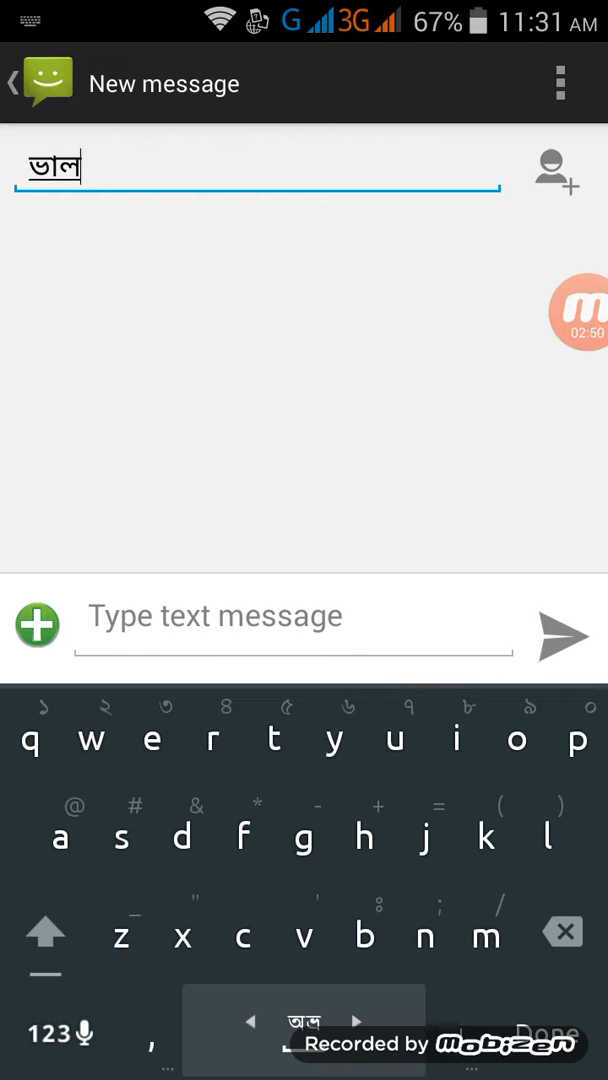 G 3G 67% 11:31 AM
New message
ভাল
m
02:50
Type text message
১ ২ ৩ ৪ ৫ ৬ ৭ ৮ ৯ ০
q w e r t y u i o p
@ # & * - + = ( )
a s d f g h j k l
_ " ' ঃ ; /
z x c v b n m
123 , অভ্র Done
...
Recorded by mobizen